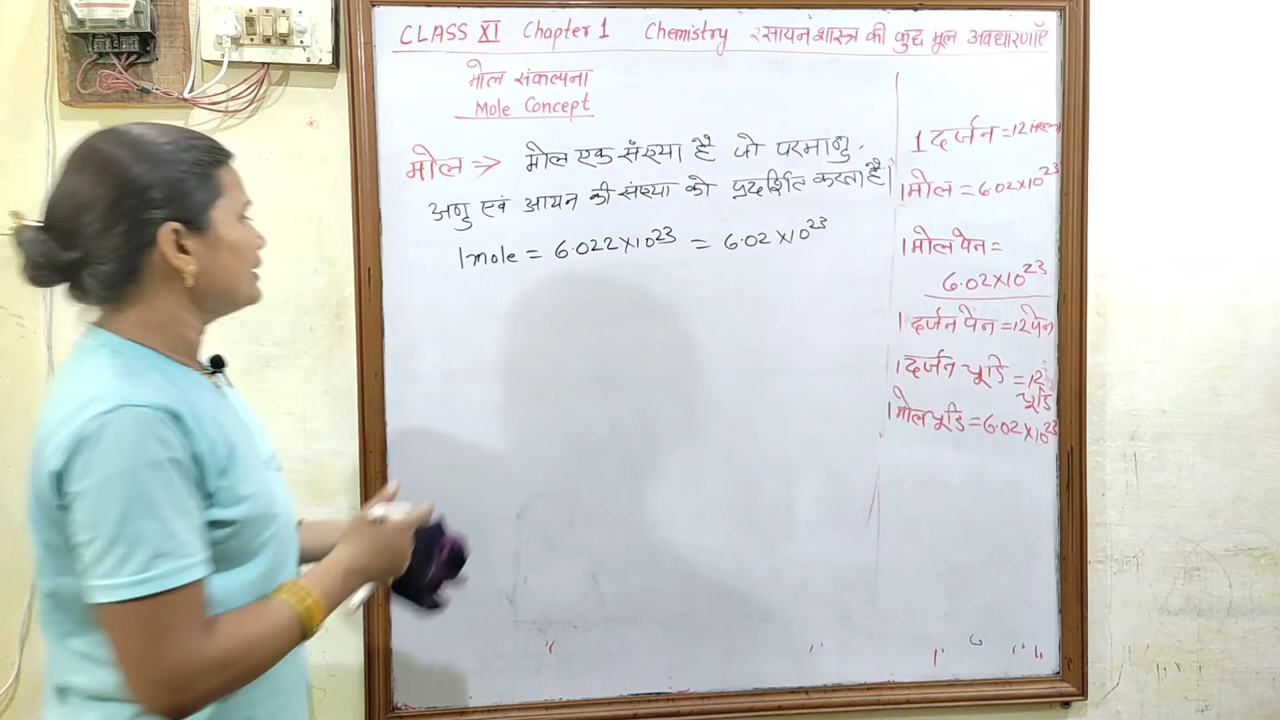 CLASS XI Chapter 1 Chemistry रसायन शास्त्र की कुछ मूल अवधारणाएँ
मोल संकल्पना
Mole Concept
मोल => मोल एक संख्या है जो परमाणु,
अणु एवं आयन की संख्या को प्रदर्शित करता है।
1 mole = 6.022×10²³ = 6.02×10²³
1 दर्जन = 12
1 मोल = 6.02×10²³
1 मोल पेन =
6.02×10²³
1 दर्जन पेन = 12 पेन
1 दर्जन चूड़ि = 12
चूड़ि
1 मोल चूड़ि = 6.02×10²³